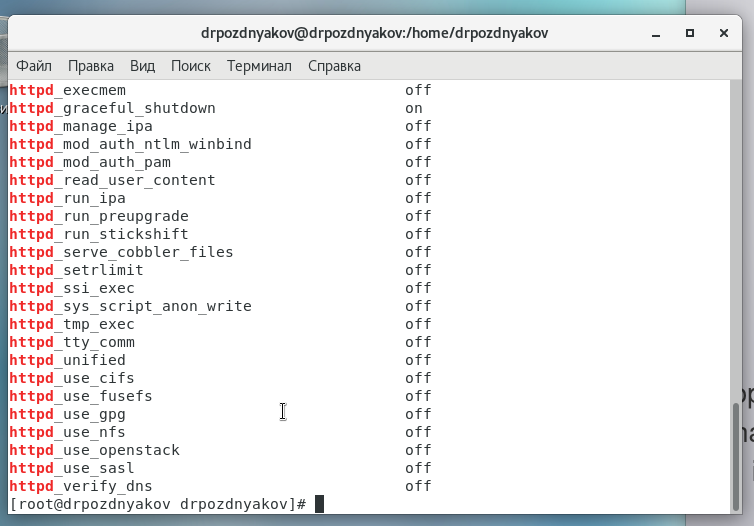 drpozdnyakov@drpozdnyakov:/home/drpozdnyakov
Файл Правка Вид Поиск Терминал Справка
httpd_execmem off
httpd_graceful_shutdown on
httpd_manage_ipa off
httpd_mod_auth_ntlm_winbind off
httpd_mod_auth_pam off
httpd_read_user_content off
httpd_run_ipa off
httpd_run_preupgrade off
httpd_run_stickshift off
httpd_serve_cobbler_files off
httpd_setrlimit off
httpd_ssi_exec off
httpd_sys_script_anon_write off
httpd_tmp_exec off
httpd_tty_comm off
httpd_unified off
httpd_use_cifs off
httpd_use_fusefs off
httpd_use_gpg off
httpd_use_nfs off
httpd_use_openstack off
httpd_use_sasl off
httpd_verify_dns off
[root@drpozdnyakov drpozdnyakov]#